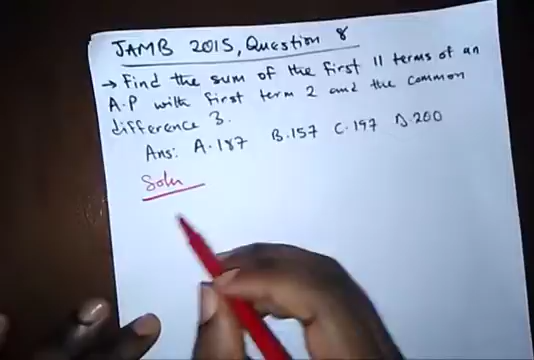 JAMB 2015, Question 8
→ Find the sum of the first 11 terms of an
A.P with first term 2 and the common
difference 3.
Ans: A. 187 B. 157 C. 197 D. 200
Soln